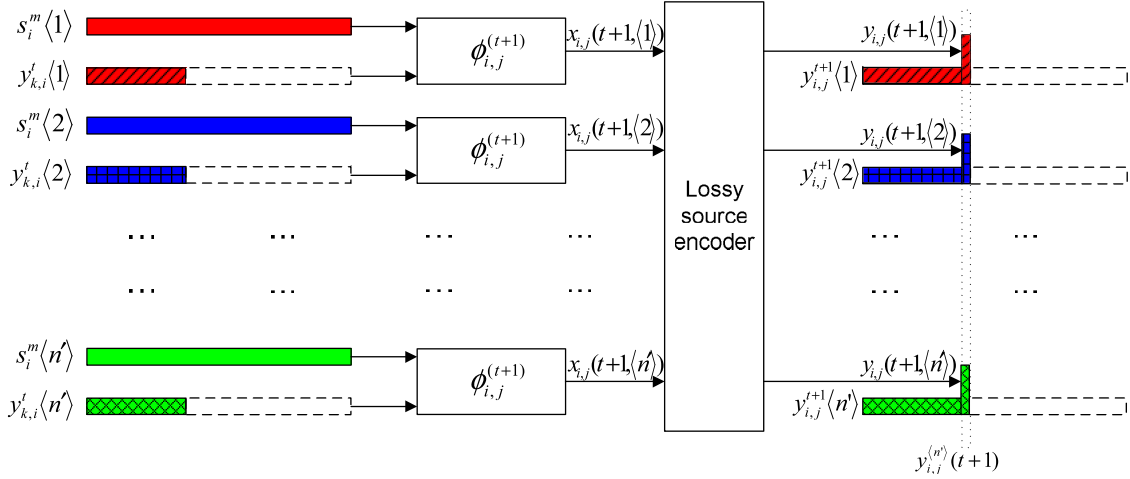 s_i^m⟨1⟩ ϕ_{i,j}^{(t+1)} x_{i,j}(t+1,⟨1⟩) y_{i,j}(t+1,⟨1⟩)
y_{k,i}^t⟨1⟩ y_{i,j}^{t+1}⟨1⟩
s_i^m⟨2⟩ ϕ_{i,j}^{(t+1)} x_{i,j}(t+1,⟨2⟩) y_{i,j}(t+1,⟨2⟩)
y_{k,i}^t⟨2⟩ y_{i,j}^{t+1}⟨2⟩
Lossy
source
encoder
... ... ... ... ... ...
... ... ... ... ... ...
s_i^m⟨n′⟩ ϕ_{i,j}^{(t+1)} x_{i,j}(t+1,⟨n′⟩) y_{i,j}(t+1,⟨n′⟩)
y_{k,i}^t⟨n′⟩ y_{i,j}^{t+1}⟨n'⟩
y_{i,j}^{⟨n'⟩}(t+1)